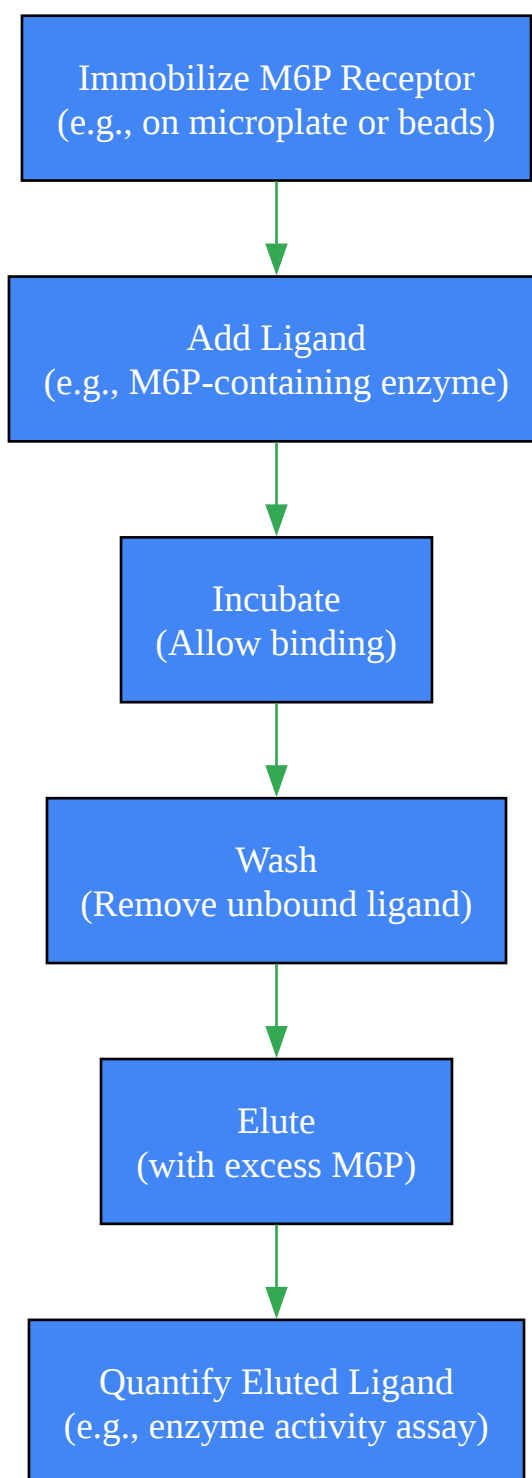 Immobilize M6P Receptor
(e.g., on microplate or beads)
Add Ligand
(e.g., M6P-containing enzyme)
Incubate
(Allow binding)
Wash
(Remove unbound ligand)
Elute
(with excess M6P)
Quantify Eluted Ligand
(e.g., enzyme activity assay)